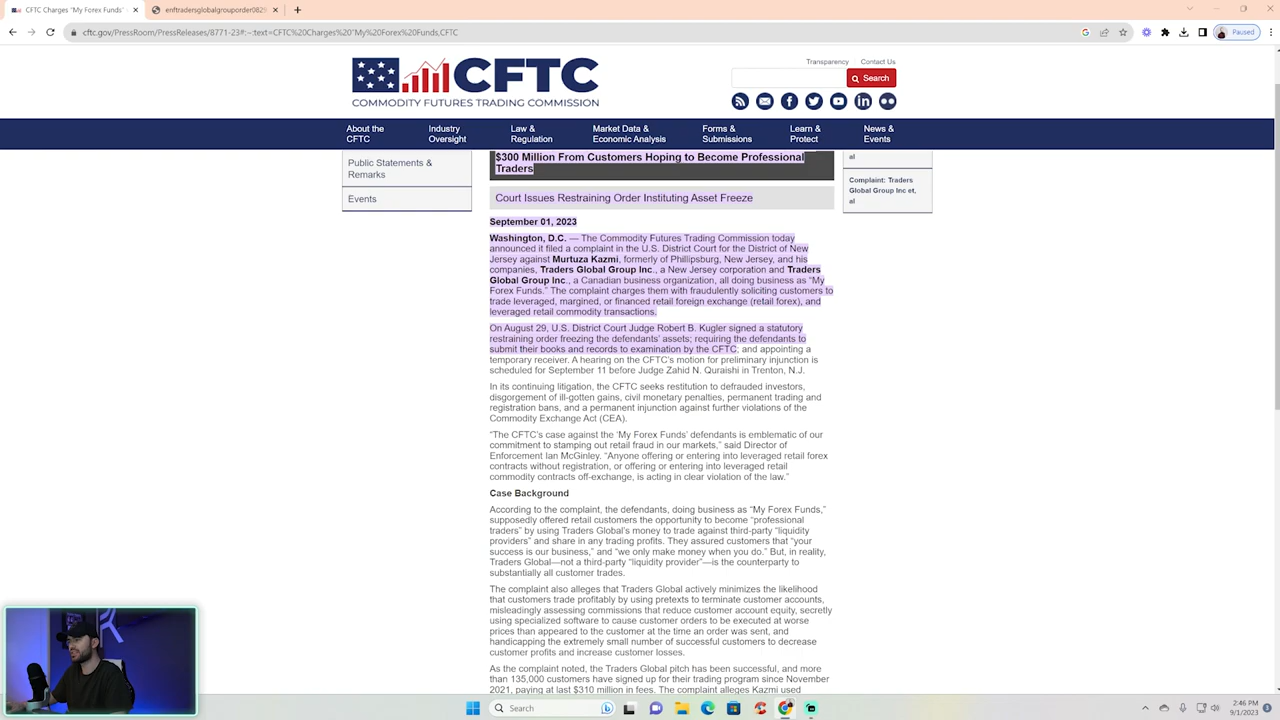 CFTC Charges "My Forex Funds"
enftradersglobalgrouporder0829
cftc.gov/PressRoom/PressReleases/8771-23#:~:text=CFTC%20Charges%20"My%20Forex%20Funds,CFTC
Paused
CFTC
COMMODITY FUTURES TRADING COMMISSION
Transparency Contact Us
Search
About the CFTC
Industry Oversight
Law & Regulation
Market Data & Economic Analysis
Forms & Submissions
Learn & Protect
News & Events
Public Statements & Remarks
Events
$300 Million From Customers Hoping to Become Professional
Traders
Court Issues Restraining Order Instituting Asset Freeze
September 01, 2023
Washington, D.C. — The Commodity Futures Trading Commission today
announced it filed a complaint in the U.S. District Court for the District of New
Jersey against Murtuza Kazmi, formerly of Phillipsburg, New Jersey, and his
companies, Traders Global Group Inc., a New Jersey corporation and Traders
Global Group Inc., a Canadian business organization, all doing business as “My
Forex Funds.” The complaint charges them with fraudulently soliciting customers to
trade leveraged, margined, or financed retail foreign exchange (retail forex), and
leveraged retail commodity transactions.
On August 29, U.S. District Court Judge Robert B. Kugler signed a statutory
restraining order freezing the defendants’ assets; requiring the defendants to
submit their books and records to examination by the CFTC; and appointing a
temporary receiver. A hearing on the CFTC’s motion for preliminary injunction is
scheduled for September 11 before Judge Zahid N. Quraishi in Trenton, N.J.
In its continuing litigation, the CFTC seeks restitution to defrauded investors,
disgorgement of ill-gotten gains, civil monetary penalties, permanent trading and
registration bans, and a permanent injunction against further violations of the
Commodity Exchange Act (CEA).
“The CFTC’s case against the ‘My Forex Funds’ defendants is emblematic of our
commitment to stamping out retail fraud in our markets,” said Director of
Enforcement Ian McGinley. “Anyone offering or entering into leveraged retail forex
contracts without registration, or offering or entering into leveraged retail
commodity contracts off-exchange, is acting in clear violation of the law.”
Case Background
According to the complaint, the defendants, doing business as “My Forex Funds,”
supposedly offered retail customers the opportunity to become “professional
traders” by using Traders Global’s money to trade against third-party “liquidity
providers” and share in any trading profits. They assured customers that “your
success is our business,” and “we only make money when you do.” But, in reality,
Traders Global—not a third-party “liquidity provider”—is the counterparty to
substantially all customer trades.
The complaint also alleges that Traders Global actively minimizes the likelihood
that customers trade profitably by using pretexts to terminate customer accounts,
misleadingly assessing commissions that reduce customer account equity, secretly
using specialized software to cause customer orders to be executed at worse
prices than appeared to the customer at the time an order was sent, and
handicapping the extremely small number of successful customers to decrease
customer profits and increase customer losses.
As the complaint noted, the Traders Global pitch has been successful, and more
than 135,000 customers have signed up for their trading program since November
2021, paying at last $310 million in fees. The complaint alleges Kazmi used
al
Complaint: Traders
Global Group Inc et,
al
Search
2:46 PM
9/1/2023